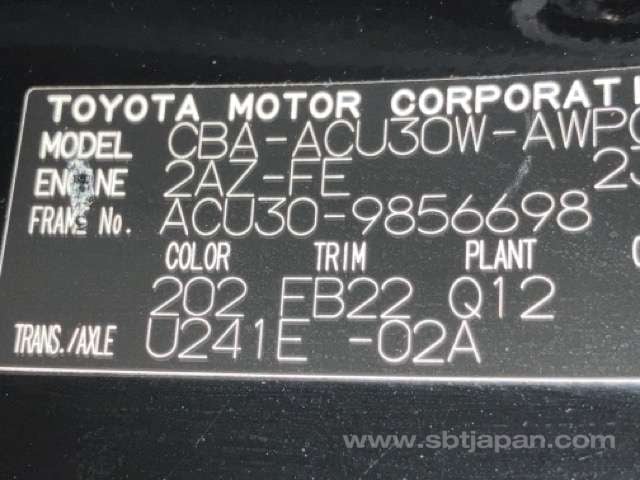 TOYOTA MOTOR CORPORATI
MODEL CBA-ACU30W-AWP
ENGINE 2AZ-FE
FRAME No. ACU30-9856698
COLOR TRIM PLANT
202 FB22 Q12
TRANS./AXLE U241E -02A
www.sbtjapan.com